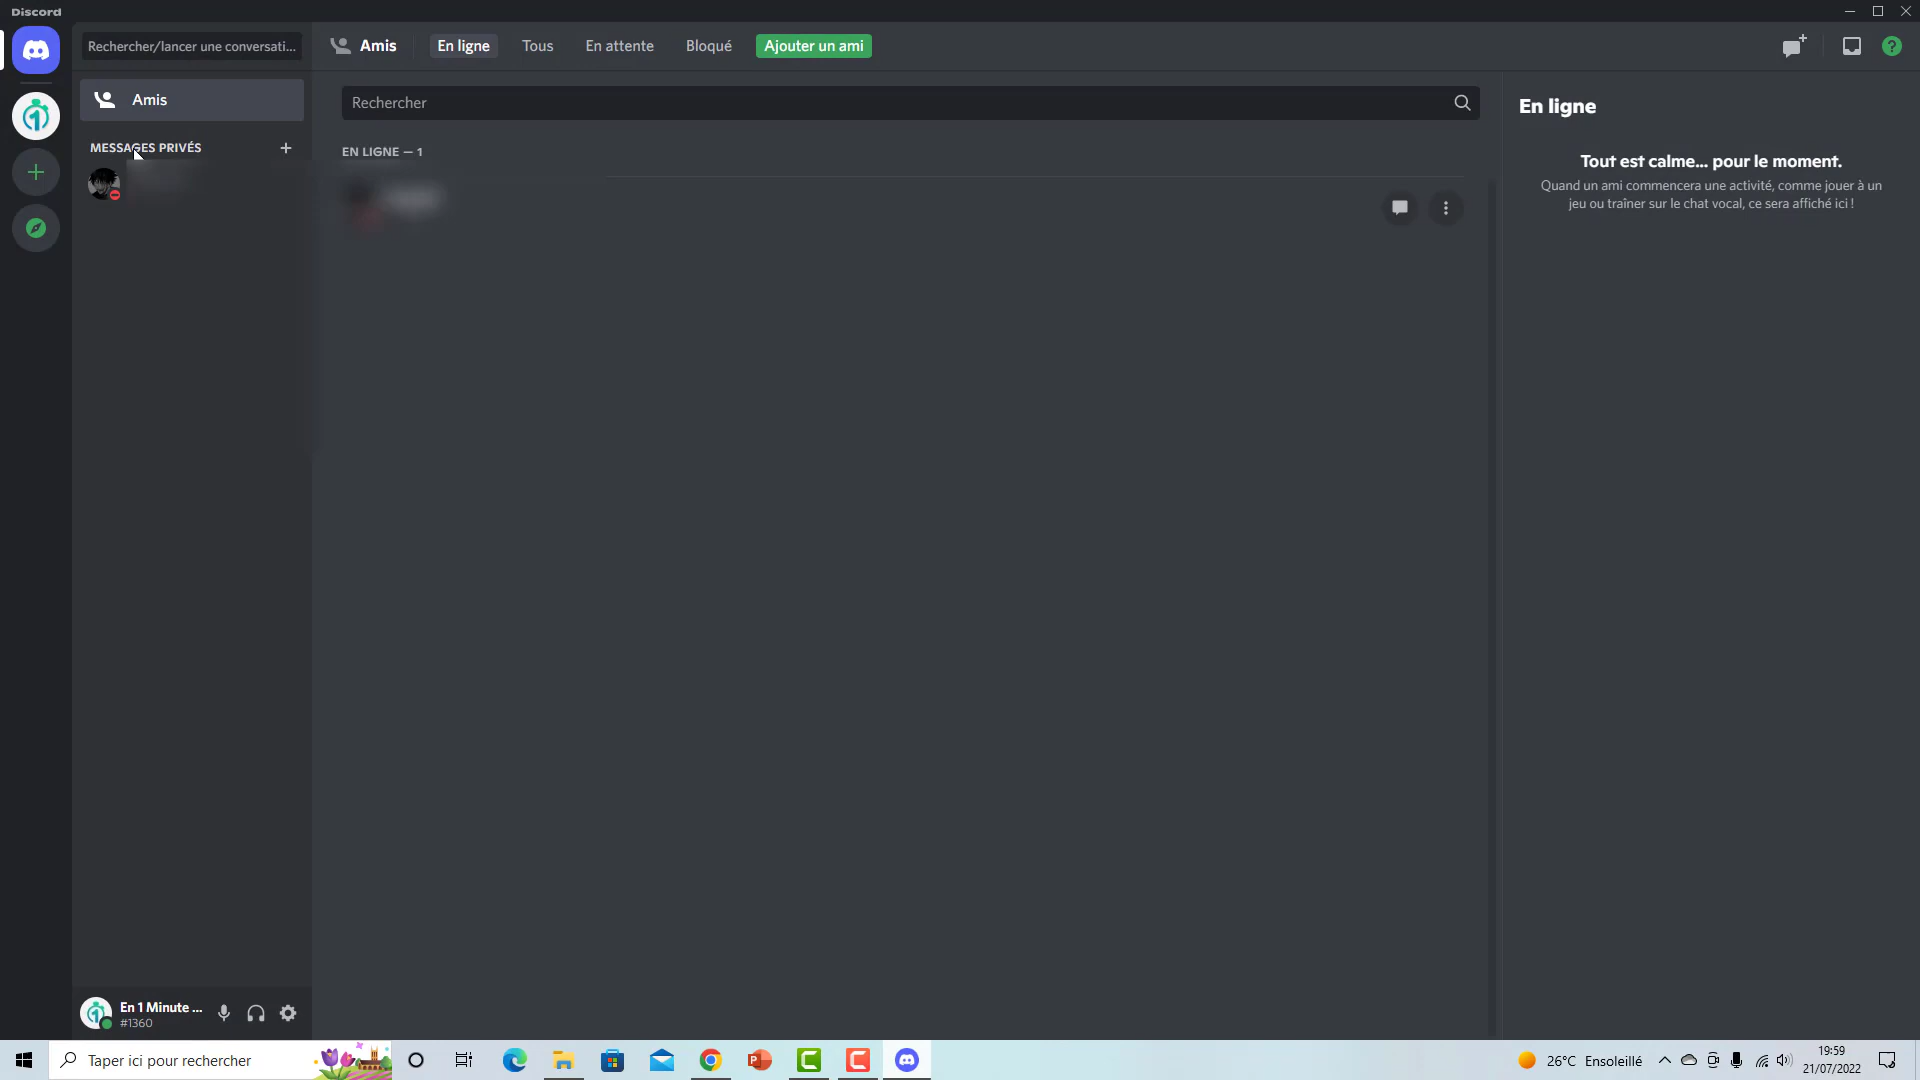 Discord
Rechercher/lancer une conversati...
Amis
En ligne
Tous
En attente
Bloqué
Ajouter un ami
Amis
MESSAGES PRIVÉS
Rechercher
EN LIGNE — 1
En ligne
Tout est calme... pour le moment.
Quand un ami commencera une activité, comme jouer à un
jeu ou traîner sur le chat vocal, ce sera affiché ici !
En 1 Minute ...
#1360
Taper ici pour rechercher
26°C Ensoleillé
19:59
21/07/2022